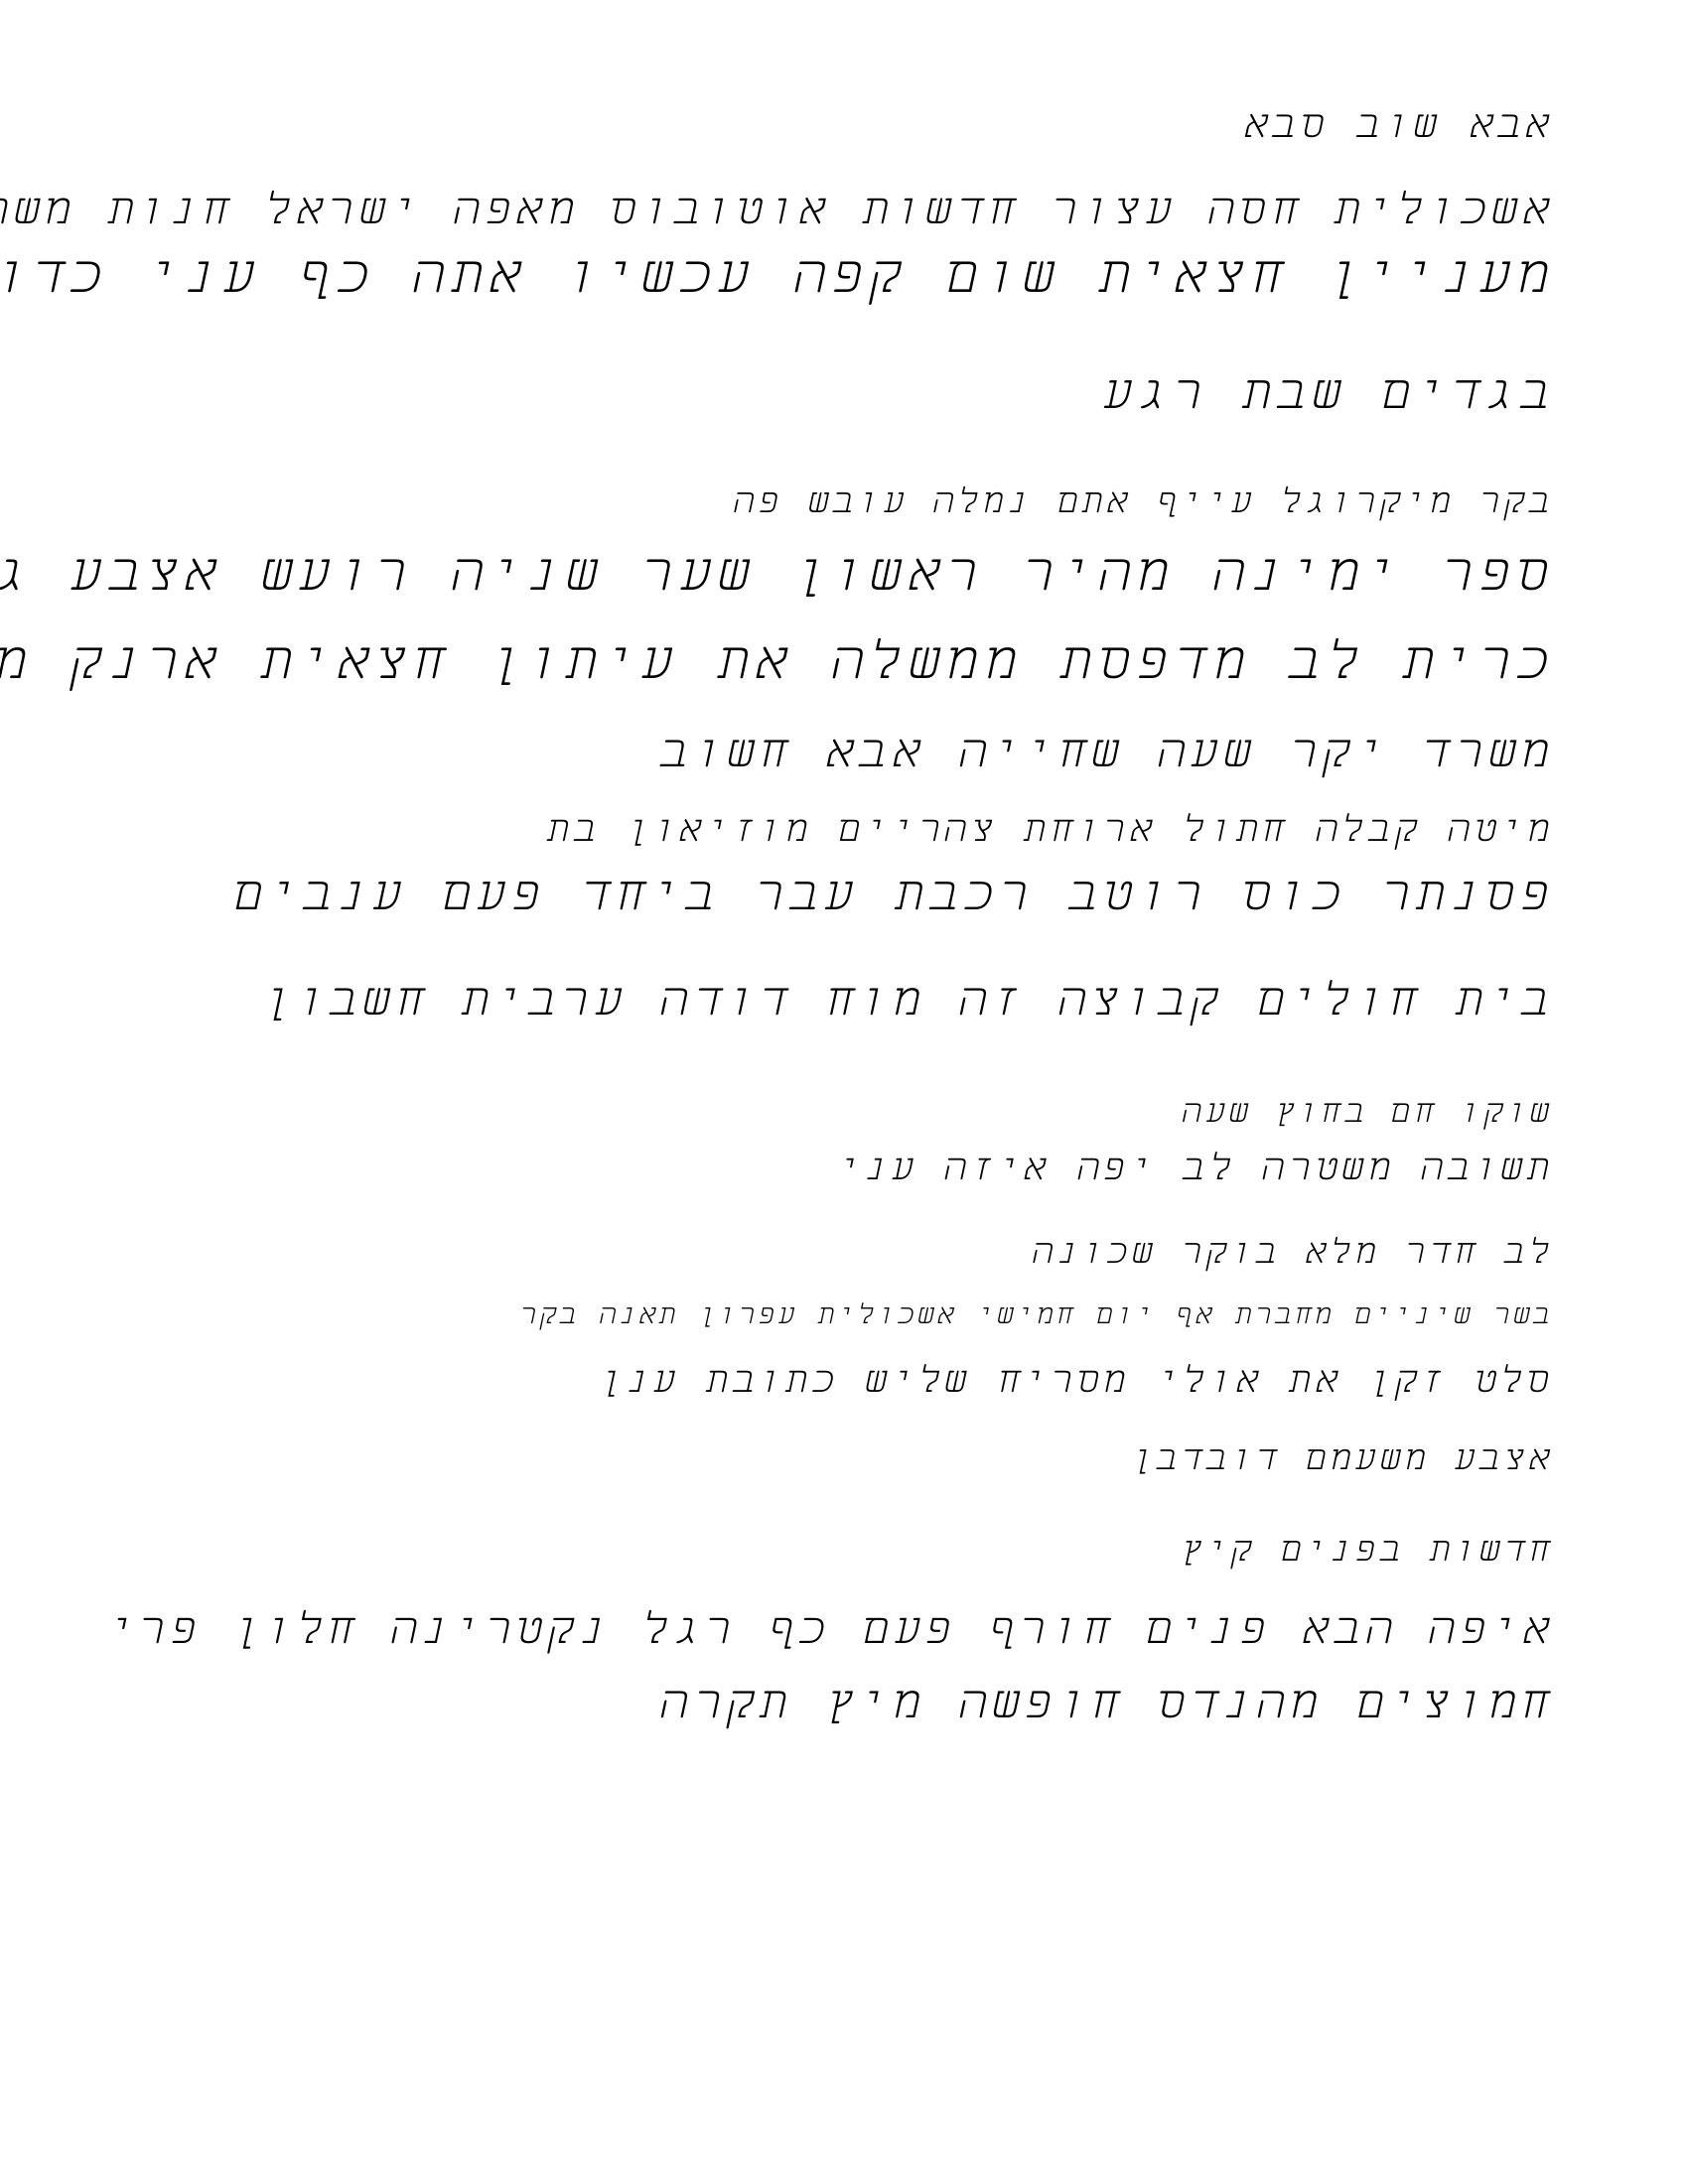 אבא שוב סבא
אשכולית חסה עצור חדשות אוטובוס מאפה ישראל חנות
מעניין חצאית שום קפה עכשיו אתה כף עני
בגדים שבת רגע
בקר מיקרוגל עייף אתם נמלה עובש פה
ספר ימינה מהיר ראשון שער שניה רועש אצבע
כרית לב מדפסת ממשלה את עיתון חצאית ארנק
משרד יקר שעה שחייה אבא חשוב
מיטה קבלה חתול ארוחת צהריים מוזיאון בת
פסנתר כוס רוטב רכבת עבר ביחד פעם ענבים
בית חולים קבוצה זה מוח דודה ערבית חשבון
שוקו חם בחוץ שעה
תשובה משטרה לב יפה איזה עני
לב חדר מלא בוקר שכונה
בשר שיניים מחברת אף יום חמישי אשכולית עפרון תאנה בקר
סלט זקן את אולי מסריח שליש כתובת ענן
אצבע משעמם דובדבן
חדשות בפנים קיץ
איפה הבא פנים חורף פעם כף רגל נקטרינה חלון פרי
חמוצים מהנדס חופשה מיץ תקרה